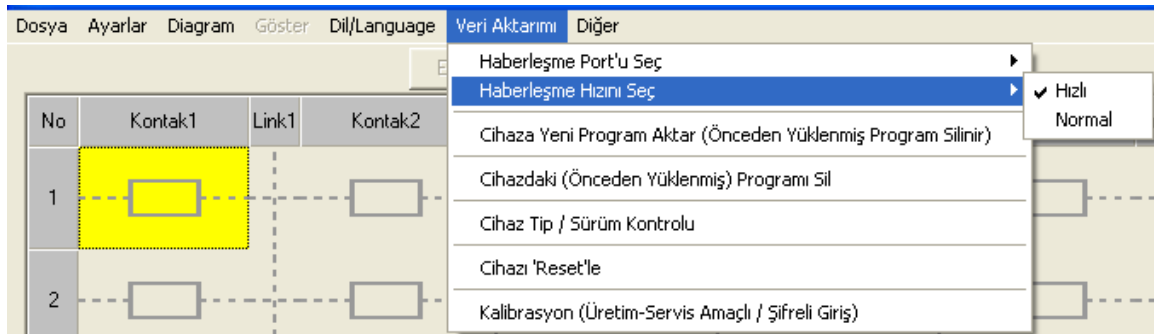 Dosya Ayarlar Diagram Göster Dil/Language Veri Aktarımı Diğer
Haberleşme Port'u Seç
Haberleşme Hızını Seç
Hızlı
Normal
Cihaza Yeni Program Aktar (Önceden Yüklenmiş Program Silinir)
Cihazdaki (Önceden Yüklenmiş) Programı Sil
Cihaz Tip / Sürüm Kontrolu
Cihazı 'Reset'le
Kalibrasyon (Üretim-Servis Amaçlı / Şifreli Giriş)
No Kontak1 Link1 Kontak2
1
2